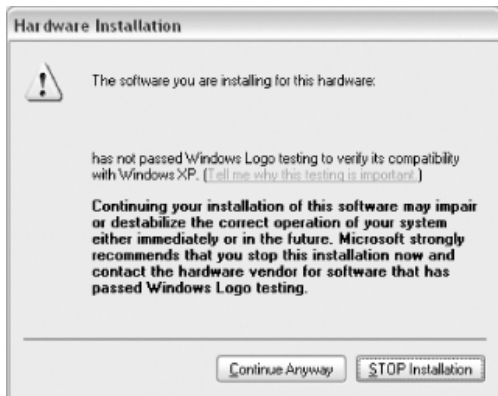 Hardware Installation
The software you are installing for this hardware:
has not passed Windows Logo testing to verify its compatibility
with Windows XP. (Tell me why this testing is important.)
Continuing your installation of this software may impair
or destabilize the correct operation of your system
either immediately or in the future. Microsoft strongly
recommends that you stop this installation now and
contact the hardware vendor for software that has
passed Windows Logo testing.
Continue Anyway
STOP Installation